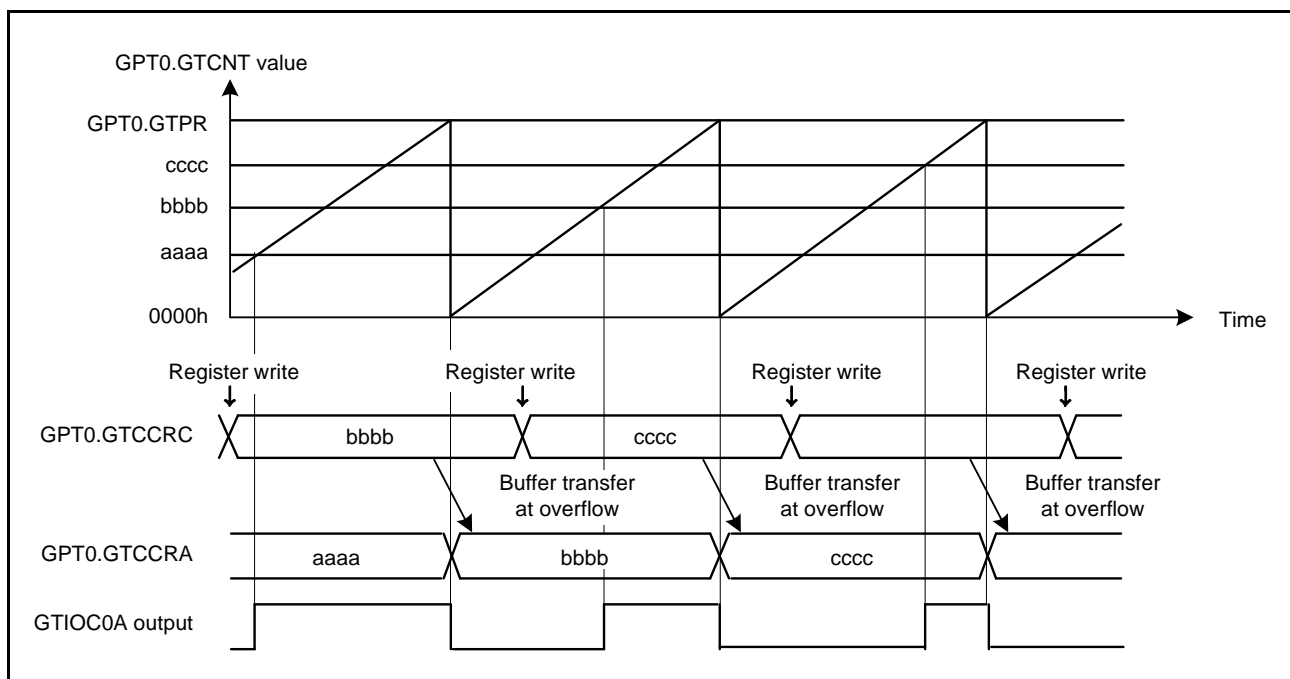 GPT0.GTCNT value
GPT0.GTPR
cccc
bbbb
aaaa
0000h
Time
Register write
Register write
Register write
Register write
GPT0.GTCCRC
bbbb
cccc
Buffer transfer
at overflow
Buffer transfer
at overflow
Buffer transfer
at overflow
GPT0.GTCCRA
aaaa
bbbb
cccc
GTIOC0A output